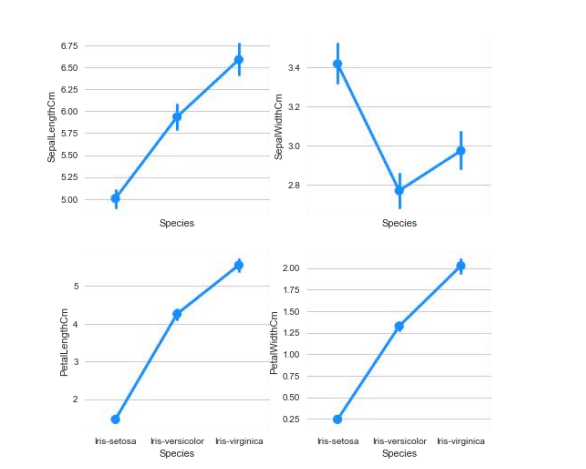 SepalLengthCm
6.75
6.50
6.25
6.00
5.75
5.50
5.25
5.00
Species
SepalWidthCm
3.4
3.2
3.0
2.8
Species
PetalLengthCm
5
4
3
2
Iris-setosa Iris-versicolor Iris-virginica
Species
PetalWidthCm
2.00
1.75
1.50
1.25
1.00
0.75
0.50
0.25
Iris-setosa Iris-versicolor Iris-virginica
Species